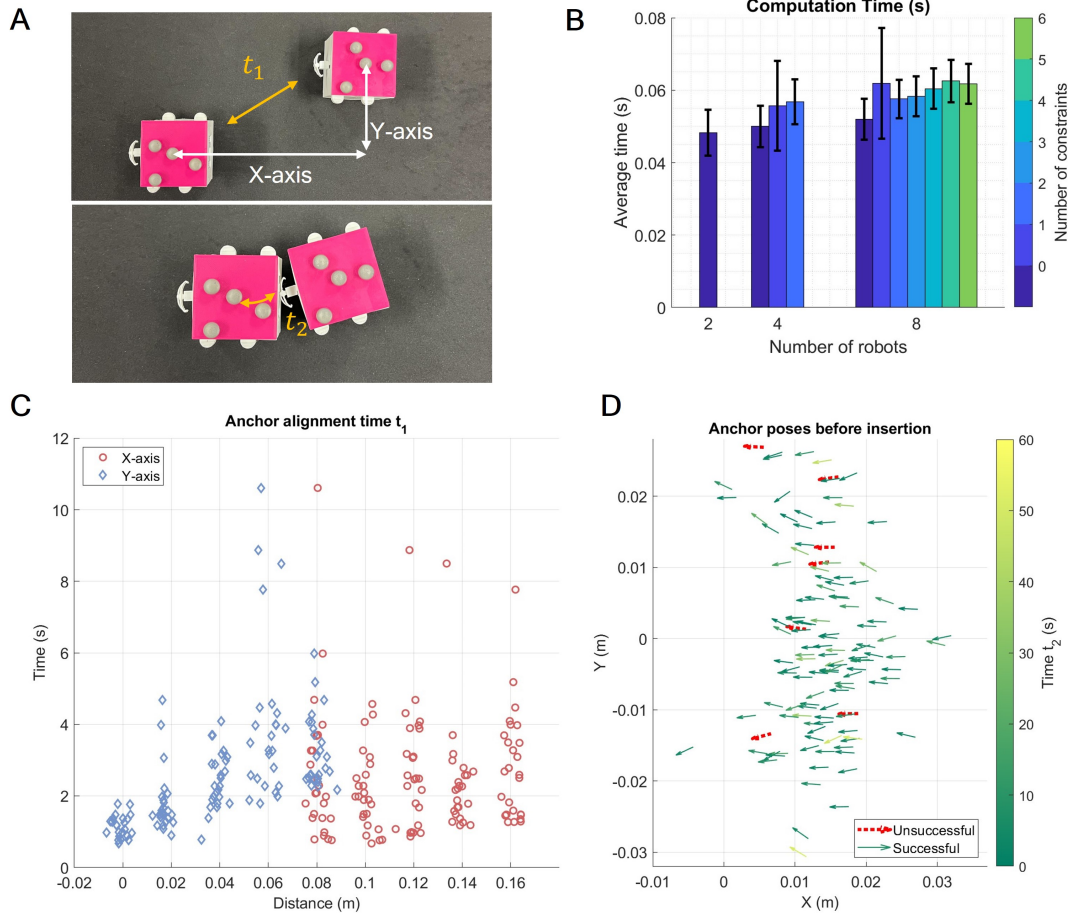 A
t1
Y-axis
X-axis
t2
B
Computation Time (s)
0.08
0.06
0.04
0.02
0
Average time (s)
2
4
8
Number of robots
6
5
4
3
2
1
0
Number of constraints
C
Anchor alignment time t1
12
10
8
6
4
2
0
Time (s)
X-axis
Y-axis
-0.02
0
0.02
0.04
0.06
0.08
0.1
0.12
0.14
0.16
Distance (m)
D
Anchor poses before insertion
0.02
0.01
0
-0.01
-0.02
-0.03
Y (m)
Unsuccessful
Successful
-0.01
0
0.01
0.02
0.03
X (m)
60
50
40
30
20
10
0
Time t2 (s)